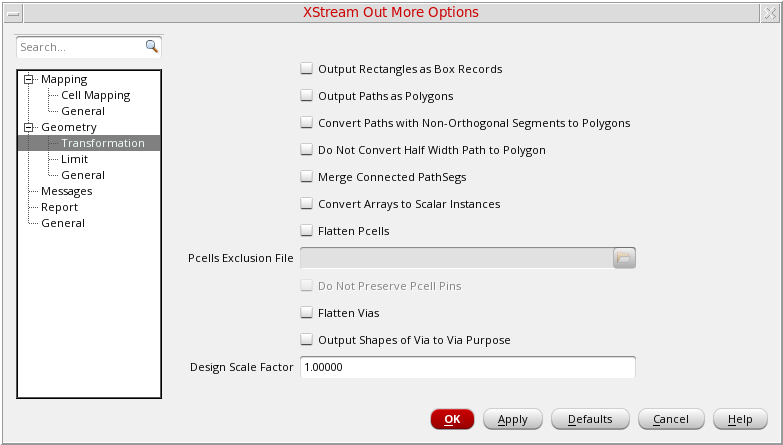 XStream Out More Options
Search...
Mapping
Cell Mapping
General
Geometry
Transformation
Limit
General
Messages
Report
General
Output Rectangles as Box Records
Output Paths as Polygons
Convert Paths with Non-Orthogonal Segments to Polygons
Do Not Convert Half Width Path to Polygon
Merge Connected PathSegs
Convert Arrays to Scalar Instances
Flatten Pcells
Pcells Exclusion File
Do Not Preserve Pcell Pins
Flatten Vias
Output Shapes of Via to Via Purpose
Design Scale Factor 1.00000
OK Apply Defaults Cancel Help